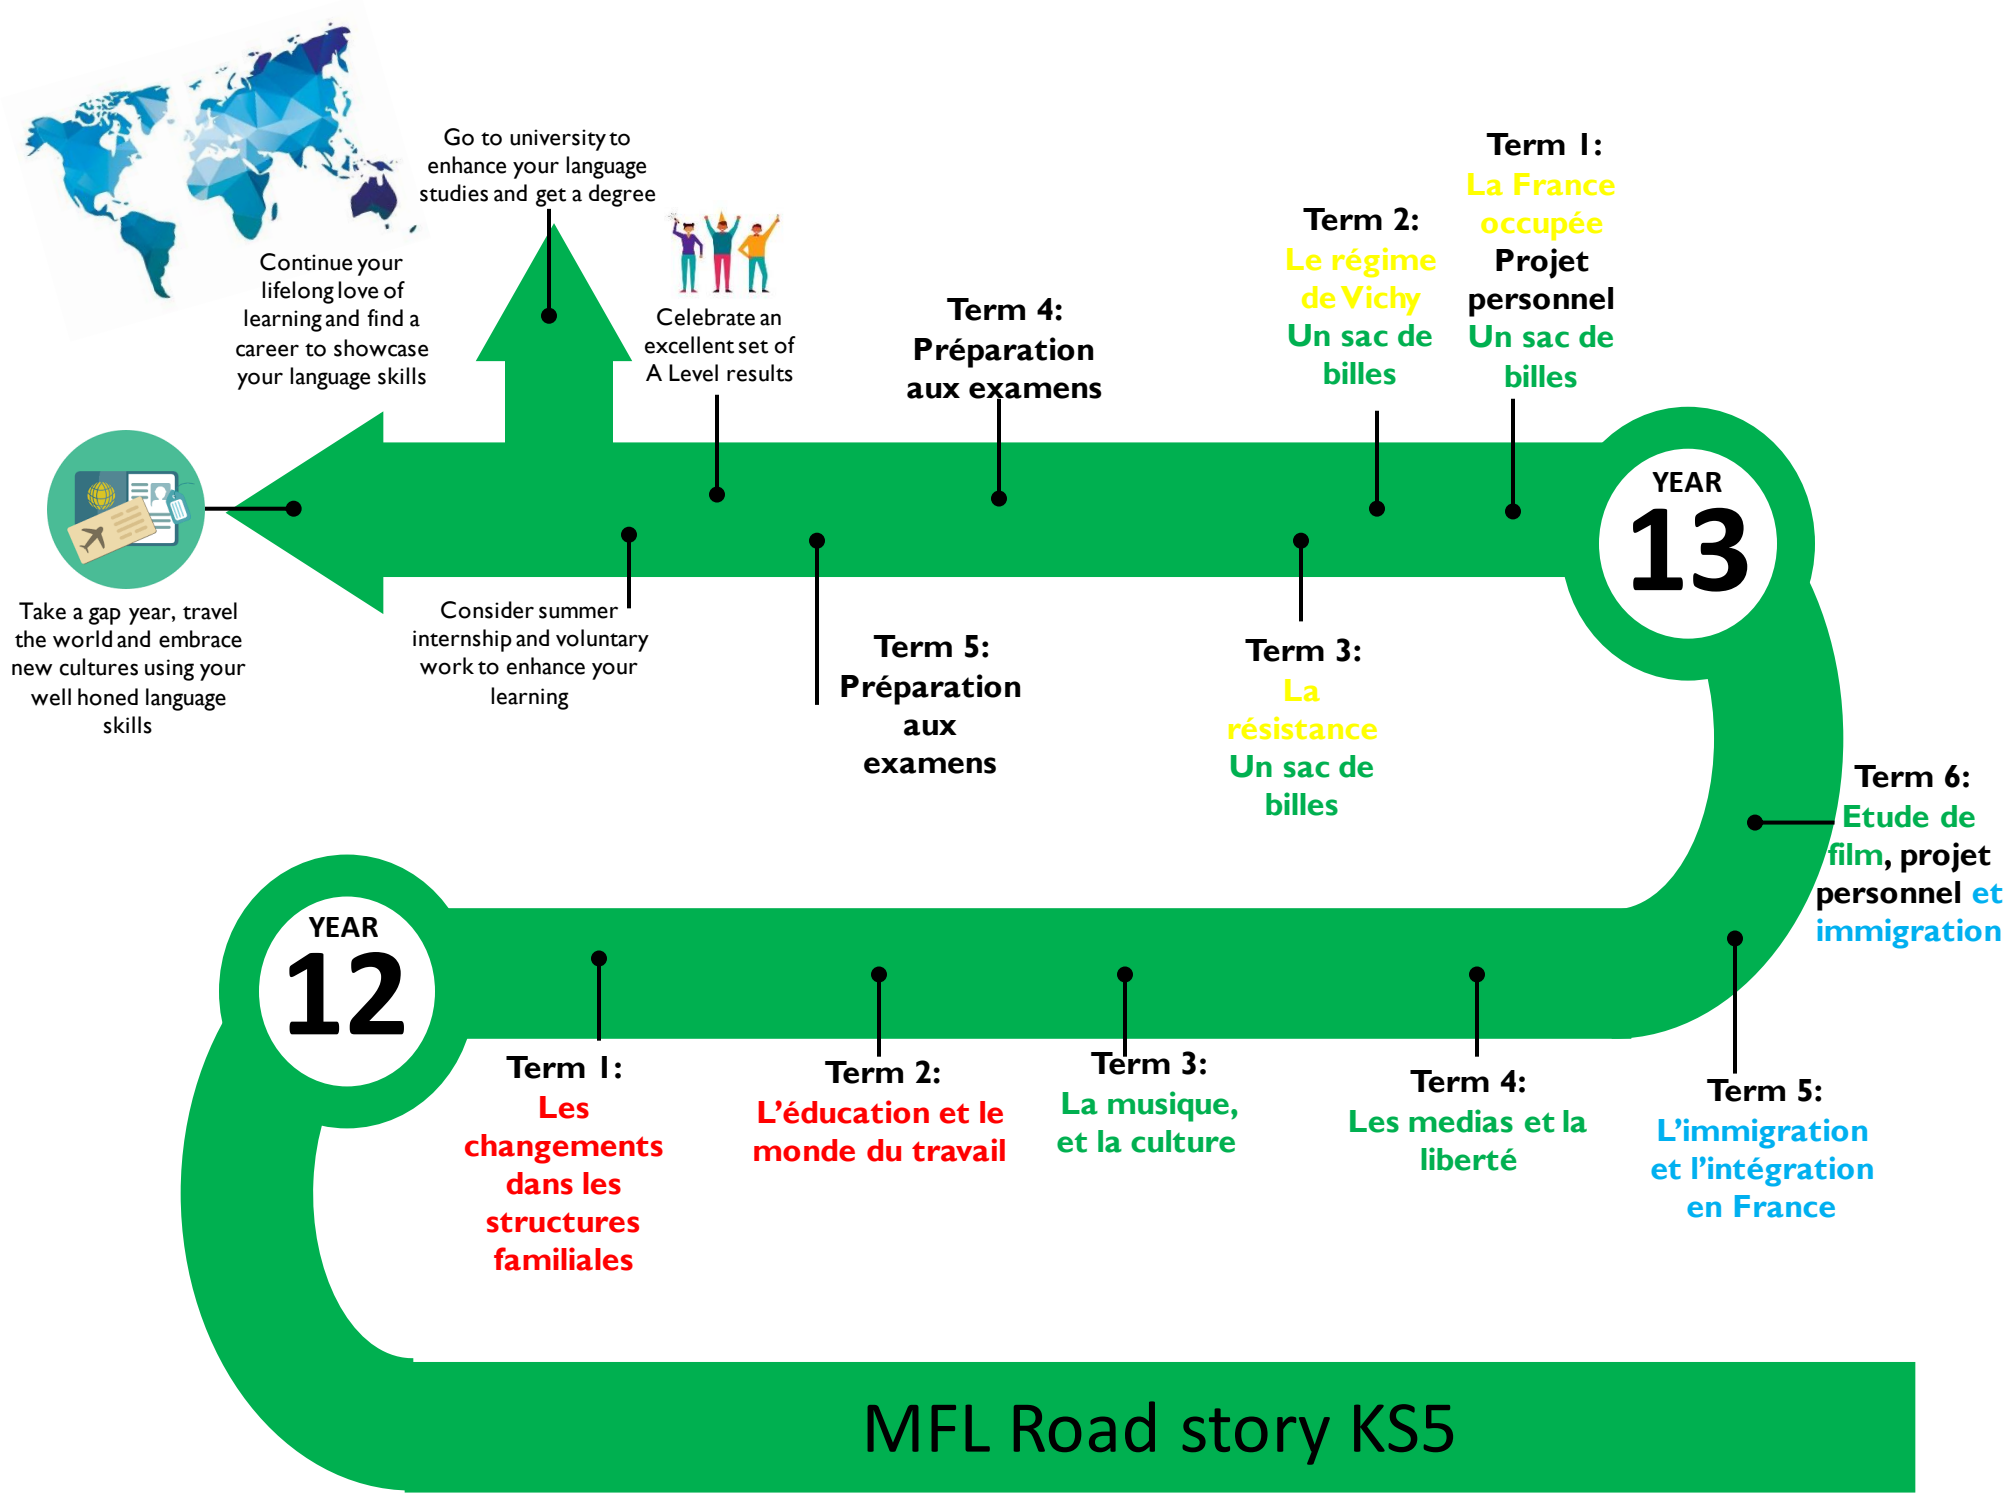 Go to university to
enhance your language
studies and get a degree
Continue your
lifelong love of
learning and find a
career to showcase
your language skills
Celebrate an
excellent set of
A Level results
Term 4:
Préparation
aux examens
Term 2:
Le régime
de Vichy
Un sac de
billes
Term 1:
La France
occupée
Projet
personnel
Un sac de
billes
YEAR
13
Take a gap year, travel
the world and embrace
new cultures using your
well honed language
skills
Consider summer
internship and voluntary
work to enhance your
learning
Term 5:
Préparation
aux
examens
Term 3:
La
résistance
Un sac de
billes
Term 6:
Etude de
film, projet
personnel et
immigration
YEAR
12
Term 1:
Les
changements
dans les
structures
familiales
Term 2:
L’éducation et le
monde du travail
Term 3:
La musique,
et la culture
Term 4:
Les medias et la
liberté
Term 5:
L’immigration
et l’intégration
en France
MFL Road story KS5